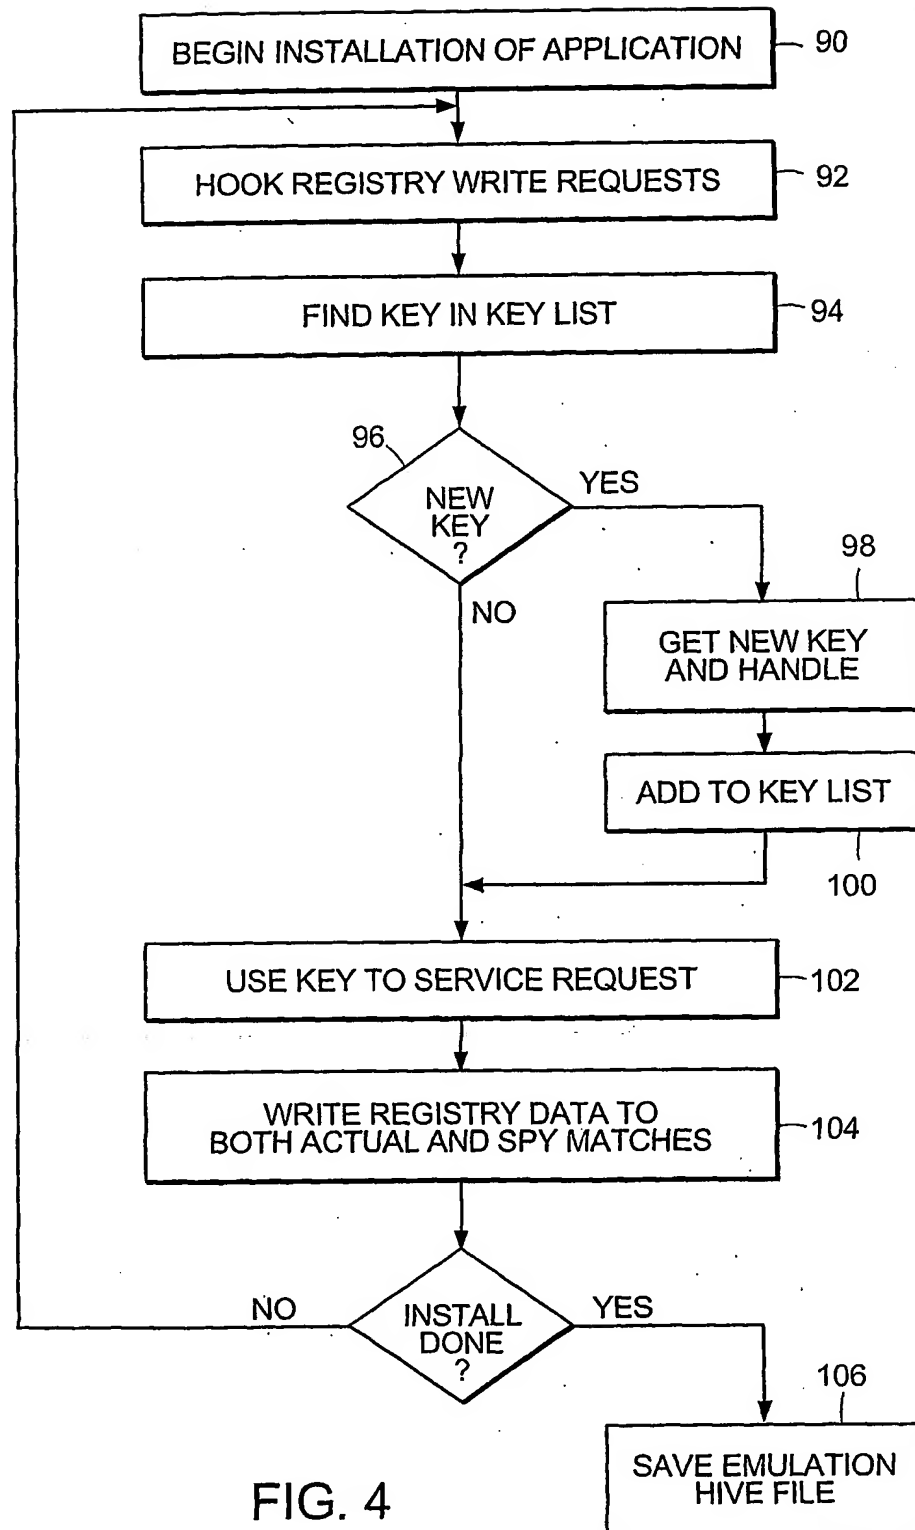 BEGIN INSTALLATION OF APPLICATION
90
HOOK REGISTRY WRITE REQUESTS
92
FIND KEY IN KEY LIST
94
96
NEW
KEY
?
YES
NO
98
GET NEW KEY
AND HANDLE
ADD TO KEY LIST
100
USE KEY TO SERVICE REQUEST
102
WRITE REGISTRY DATA TO
BOTH ACTUAL AND SPY MATCHES
104
NO
INSTALL
DONE
?
YES
106
SAVE EMULATION
HIVE FILE
FIG. 4